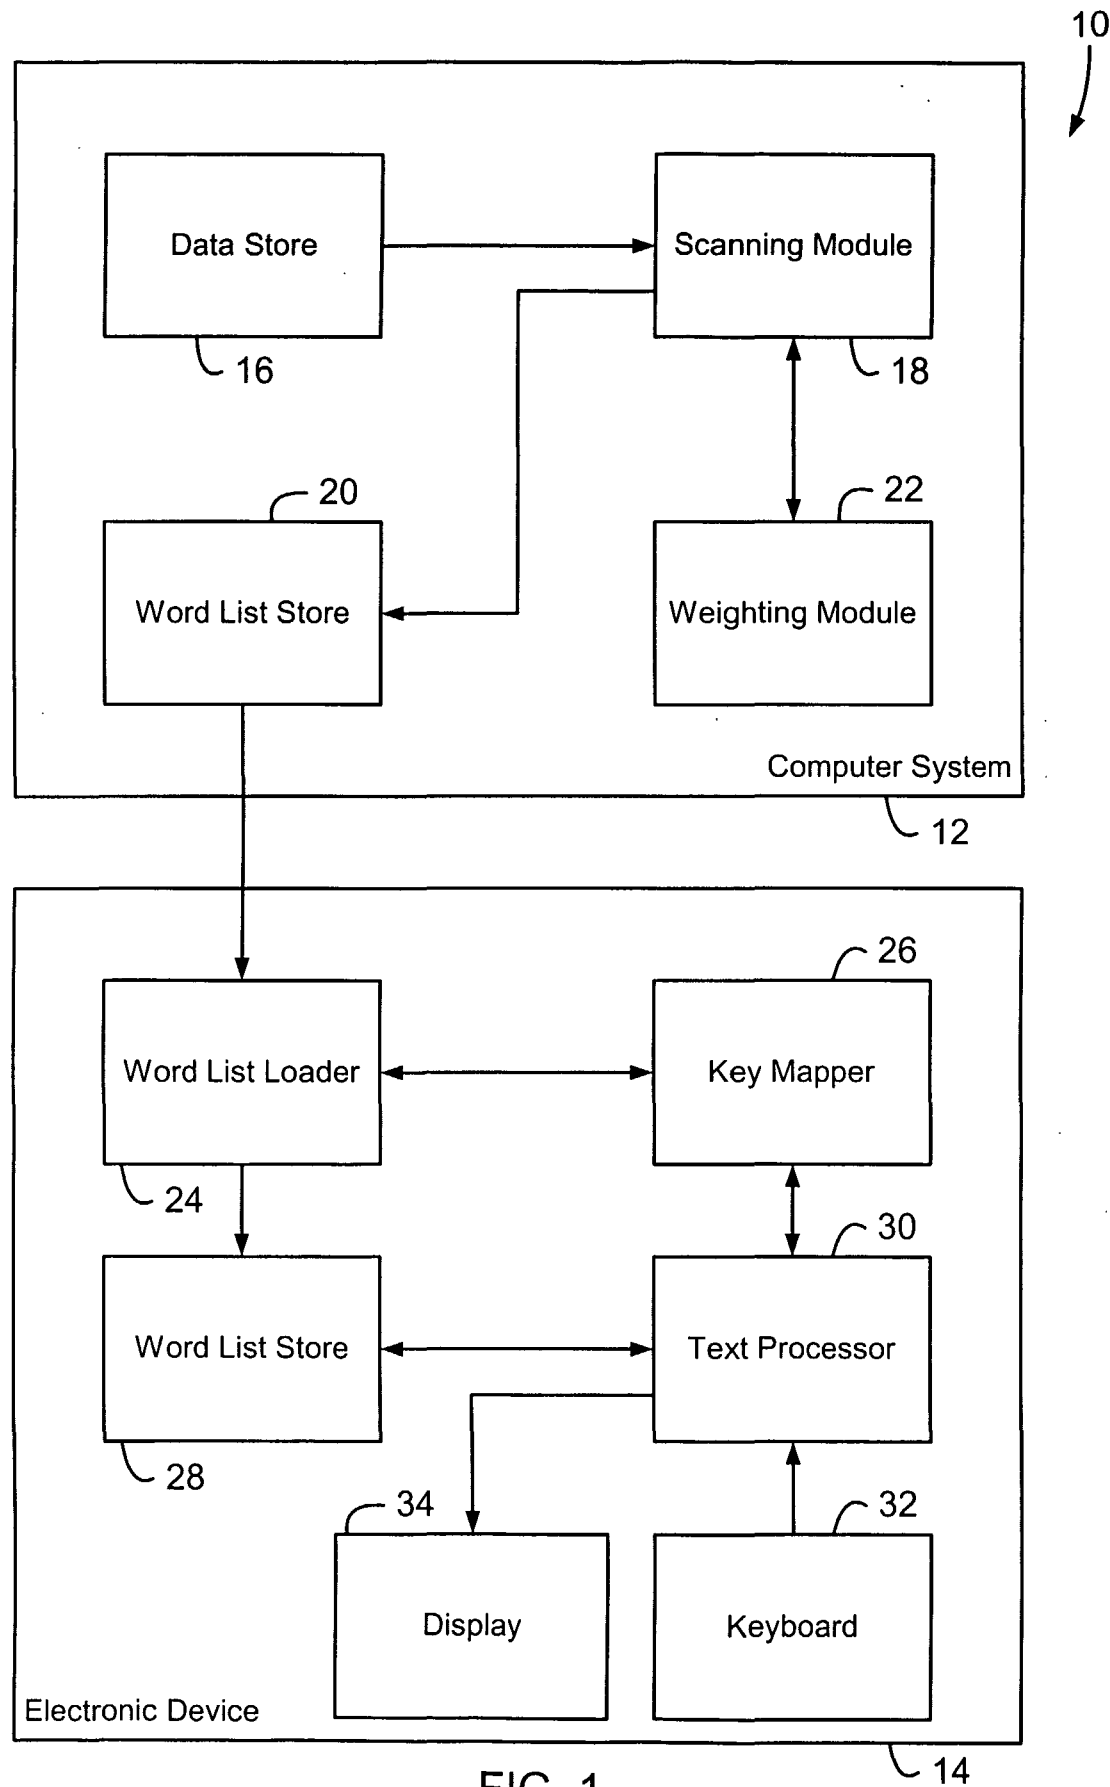 10
Data Store
Scanning Module
16
18
20
22
Word List Store
Weighting Module
Computer System
12
26
Word List Loader
Key Mapper
24
30
Word List Store
Text Processor
28
34
32
Display
Keyboard
Electronic Device
14
FIG. 1